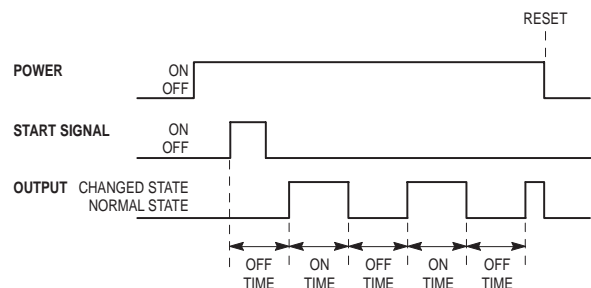 RESET
POWER ON
OFF
START SIGNAL ON
OFF
OUTPUT CHANGED STATE
NORMAL STATE
OFF ON OFF ON OFF
TIME TIME TIME TIME TIME